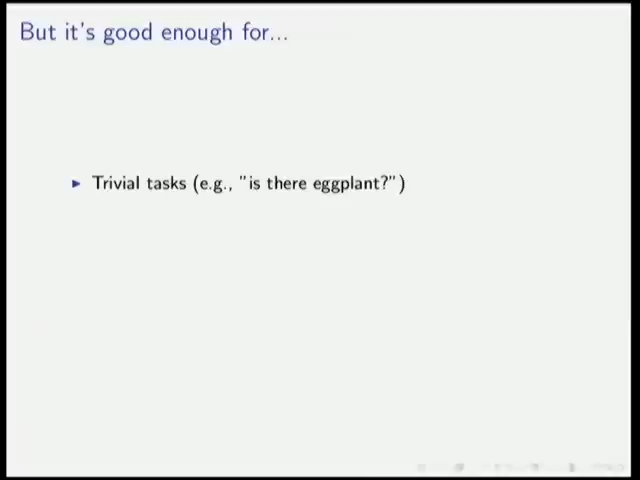 But it's good enough for...
Trivial tasks (e.g., "is there eggplant?")